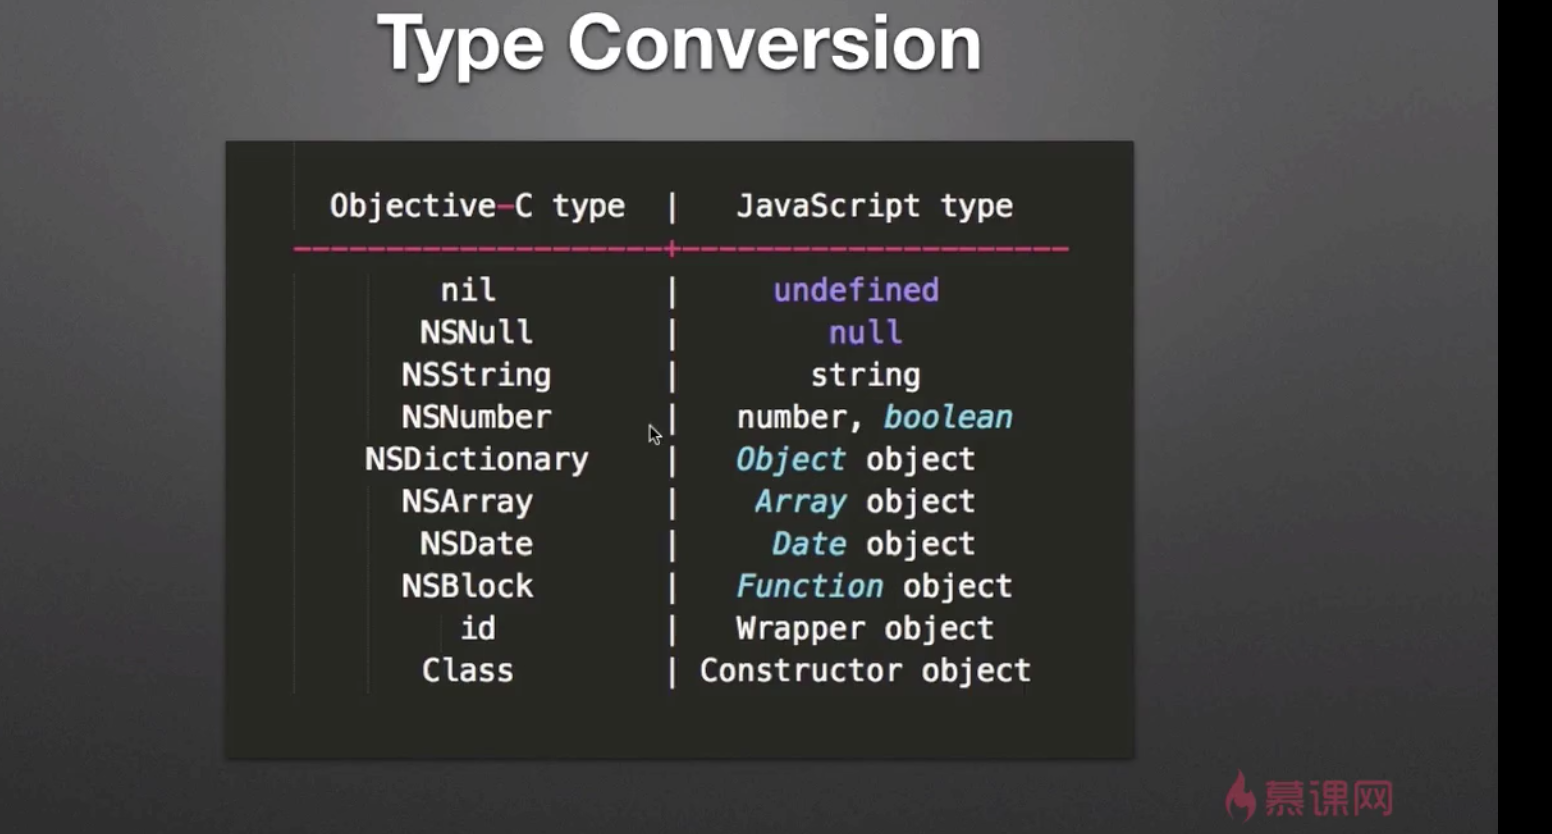 Type Conversion
Objective-C type | JavaScript type
--------------------+---------------------
nil | undefined
NSNull | null
NSString | string
NSNumber | number, boolean
NSDictionary | Object object
NSArray | Array object
NSDate | Date object
NSBlock | Function object
id | Wrapper object
Class | Constructor object
慕课网